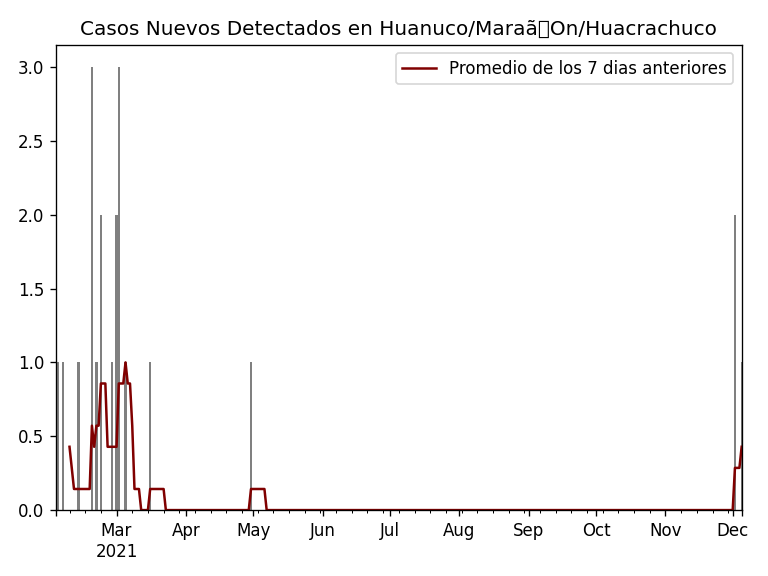 Casos Nuevos Detectados en Huanuco/Maraã▯On/Huacrachuco
Promedio de los 7 dias anteriores
3.0
2.5
2.0
1.5
1.0
0.5
0.0
Mar Apr May Jun Jul Aug Sep Oct Nov Dec
2021